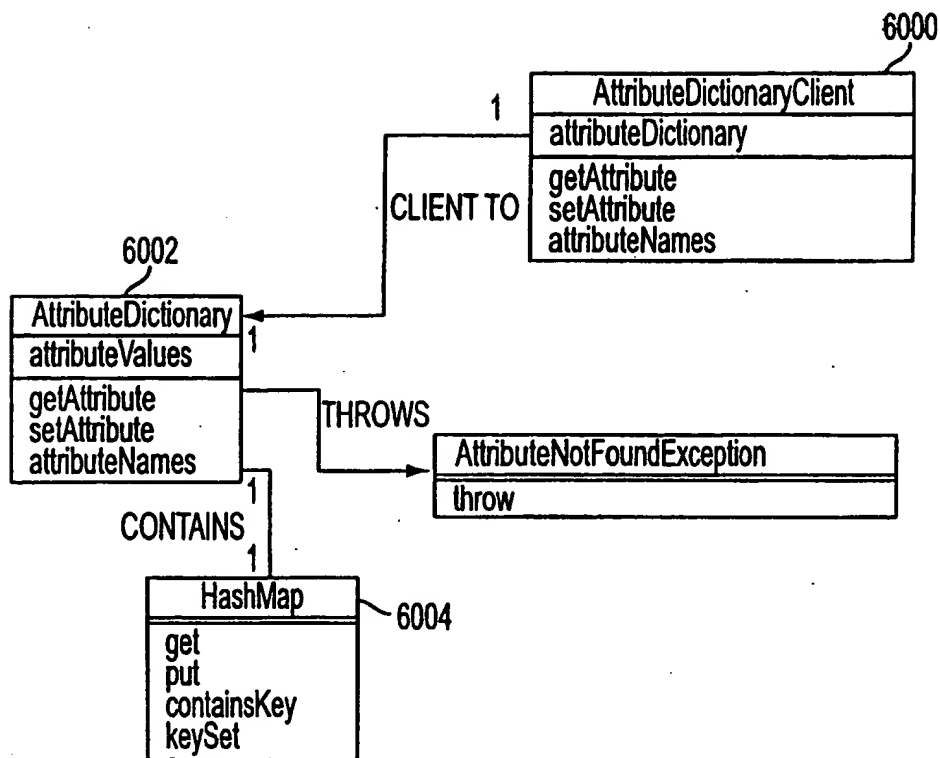 6000
AttributeDictionaryClient
attributeDictionary
getAttribute
setAttribute
attributeNames
1
CLIENT TO
6002
AttributeDictionary
attributeValues
getAttribute
setAttribute
attributeNames
1
THROWS
AttributeNotFoundException
throw
1
CONTAINS
1
HashMap
6004
get
put
containsKey
keySet